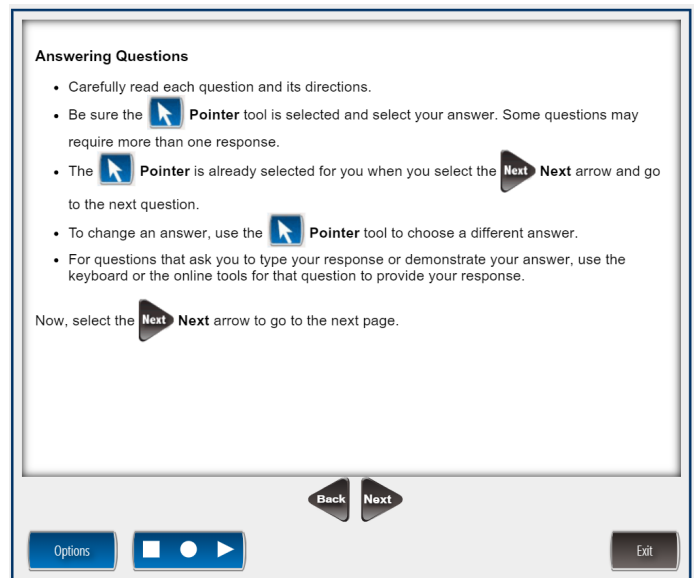 Answering Questions
• Carefully read each question and its directions.
• Be sure the Pointer tool is selected and select your answer. Some questions may
require more than one response.
• The Pointer is already selected for you when you select the Next Next arrow and go
to the next question.
• To change an answer, use the Pointer tool to choose a different answer.
• For questions that ask you to type your response or demonstrate your answer, use the
keyboard or the online tools for that question to provide your response.
Now, select the Next Next arrow to go to the next page.
Back Next
Options Exit